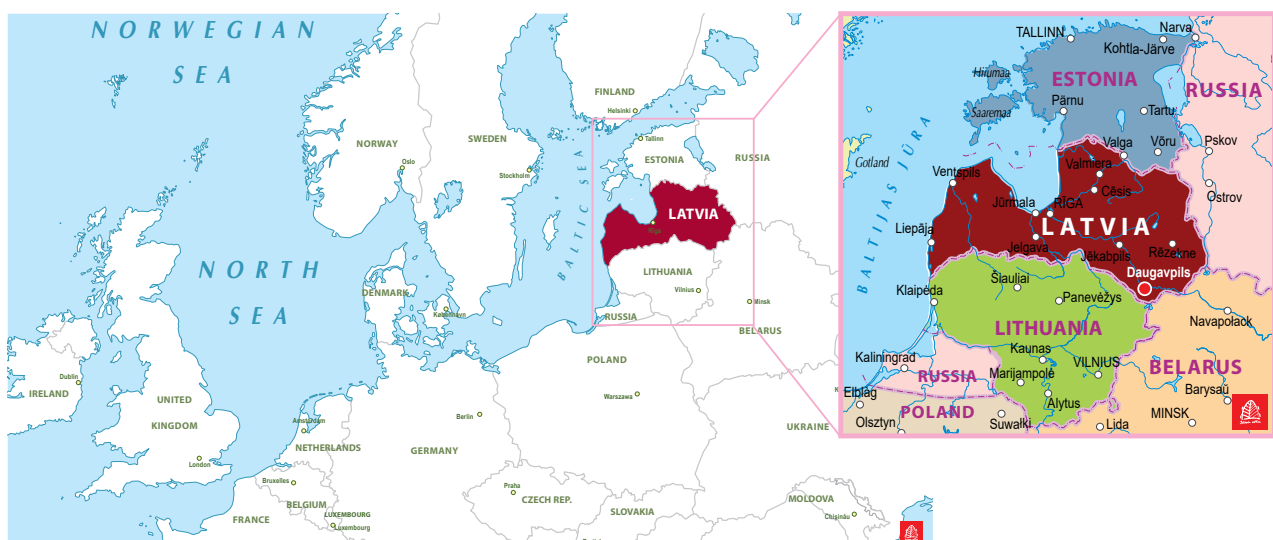 NORWEGIAN
SEA
NORTH
SEA
BALTIC SEA
FINLAND
Helsinki
NORWAY
Oslo
SWEDEN
Stockholm
Tallinn
ESTONIA
RUSSIA
LATVIA
Rīga
LITHUANIA
Vilnius
Minsk
RUSSIA
BELARUS
DENMARK
København
IRELAND
Dublin
UNITED
KINGDOM
London
Amsterdam
NETHERLANDS
Bruxelles
BELGIUM
LUXEMBOURG
Luxembourg
FRANCE
GERMANY
Berlin
POLAND
Warszawa
Praha
CZECH REP.
SLOVAKIA
UKRAINE
MOLDOVA
Chişinău
TALLINN
Narva
Kohtla-Järve
Hiiumaa
ESTONIA
RUSSIA
Saaremaa
Pärnu
Tartu
Valga
Võru
Pskov
Gotland
BALTIJAS JŪRA
Ventspils
Valmiera
Cēsis
Ostrov
Jūrmala
RĪGA
LATVIA
Liepāja
Jelgava
Jēkabpils
Rēzekne
Daugavpils
Šiauliai
Klaipėda
Panevėžys
Navapolack
LITHUANIA
Kaunas
Kaliningrad
VILNIUS
BELARUS
RUSSIA
Marijampolė
Barysaŭ
Elbląg
Alytus
POLAND
MINSK
Olsztyn
Suwałki
Lida